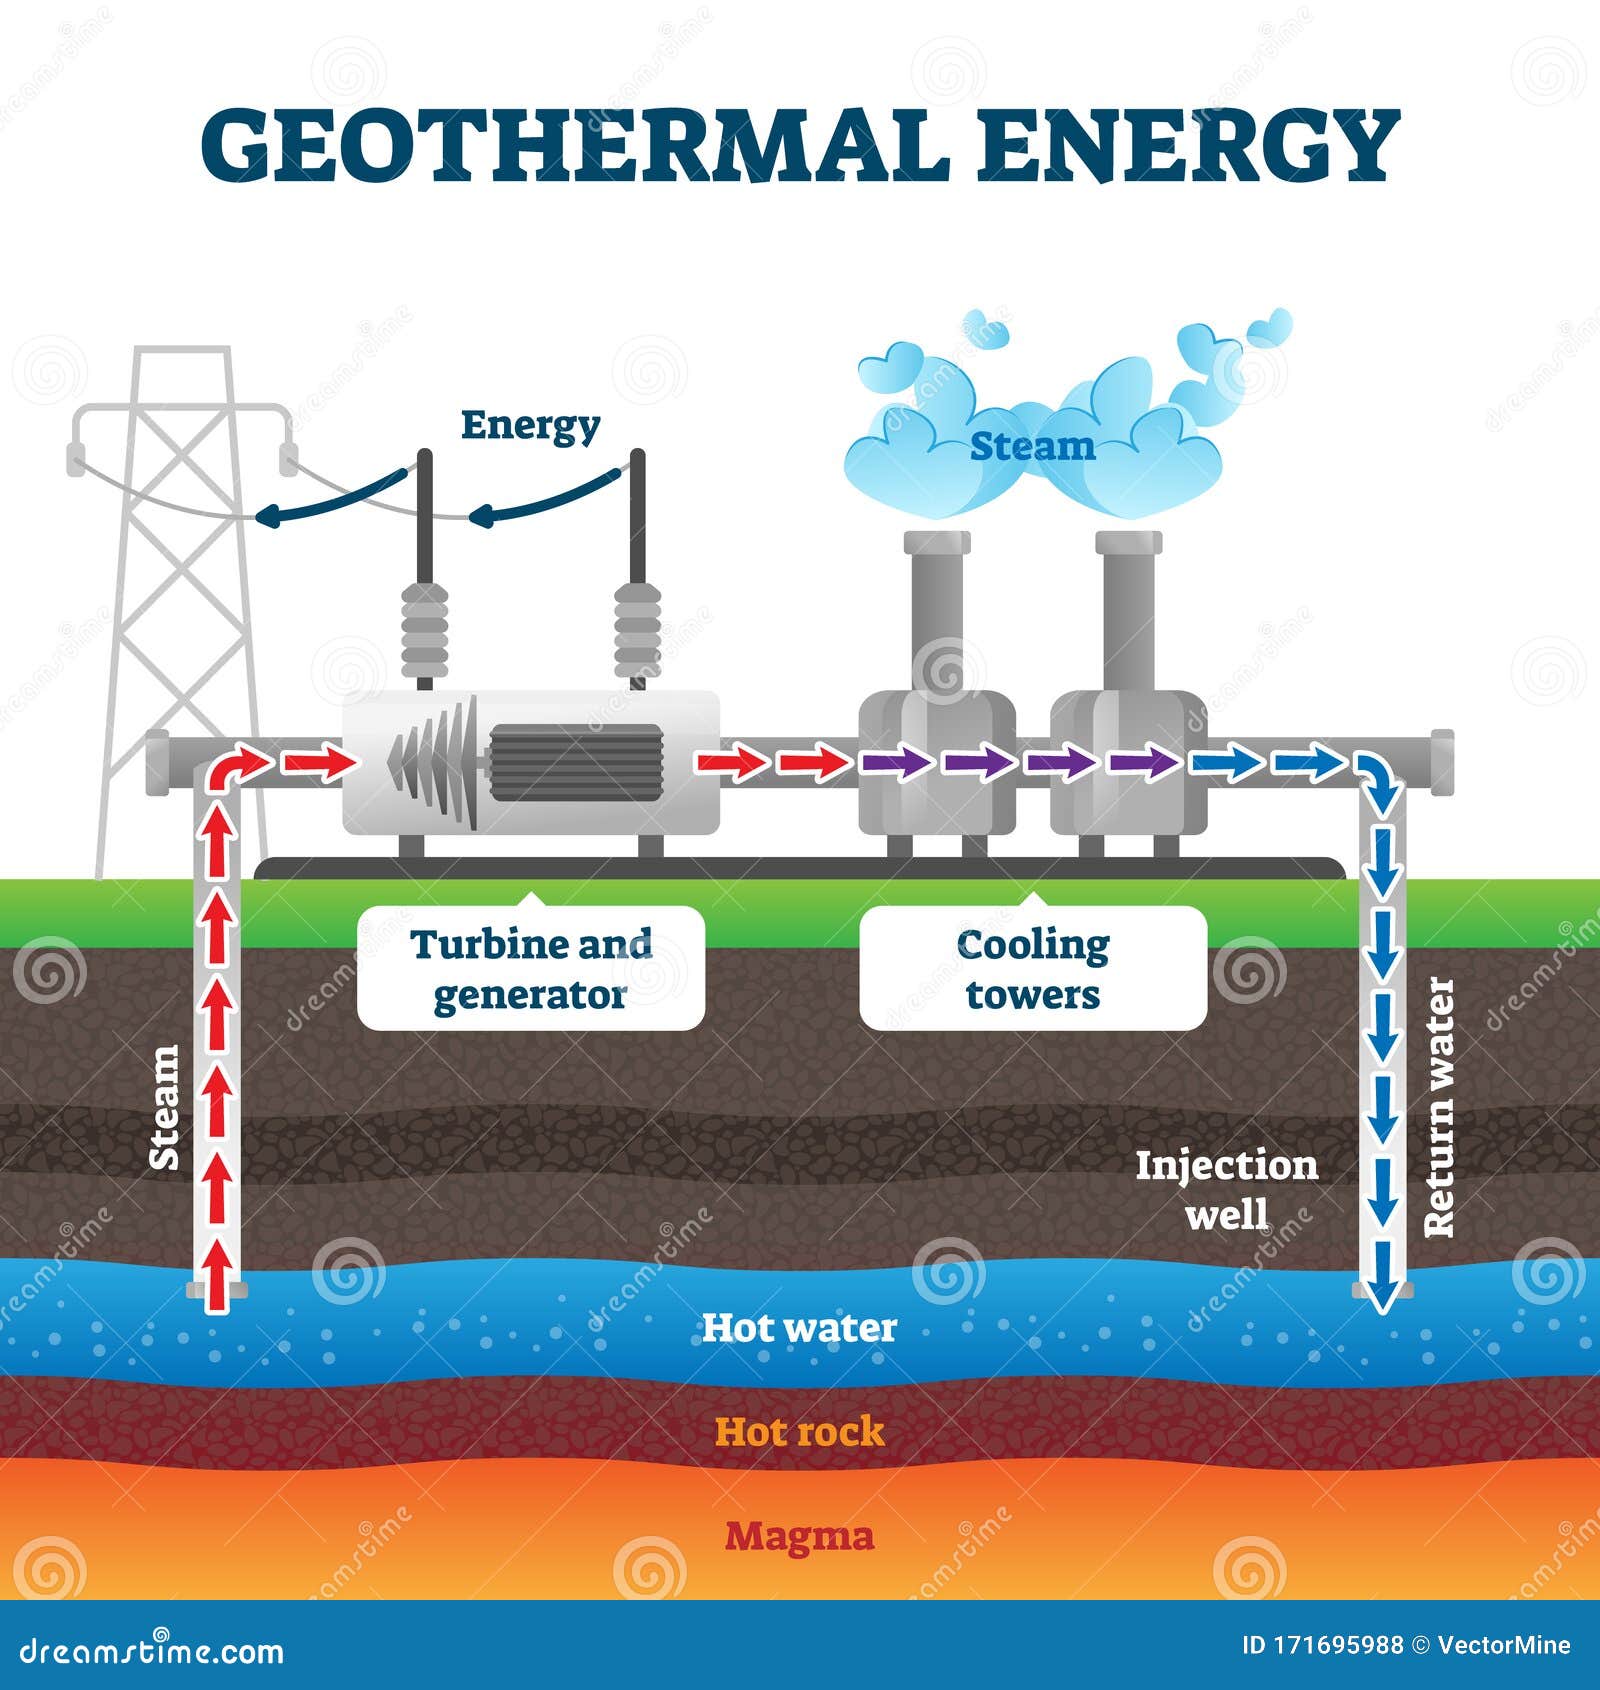 GEOTHERMAL ENERGY
Energy
Steam
Turbine and
generator
Cooling
towers
Steam
Injection
well
Return water
Hot water
Hot rock
Magma
dreamstime.com
ID 171695988 © VectorMine